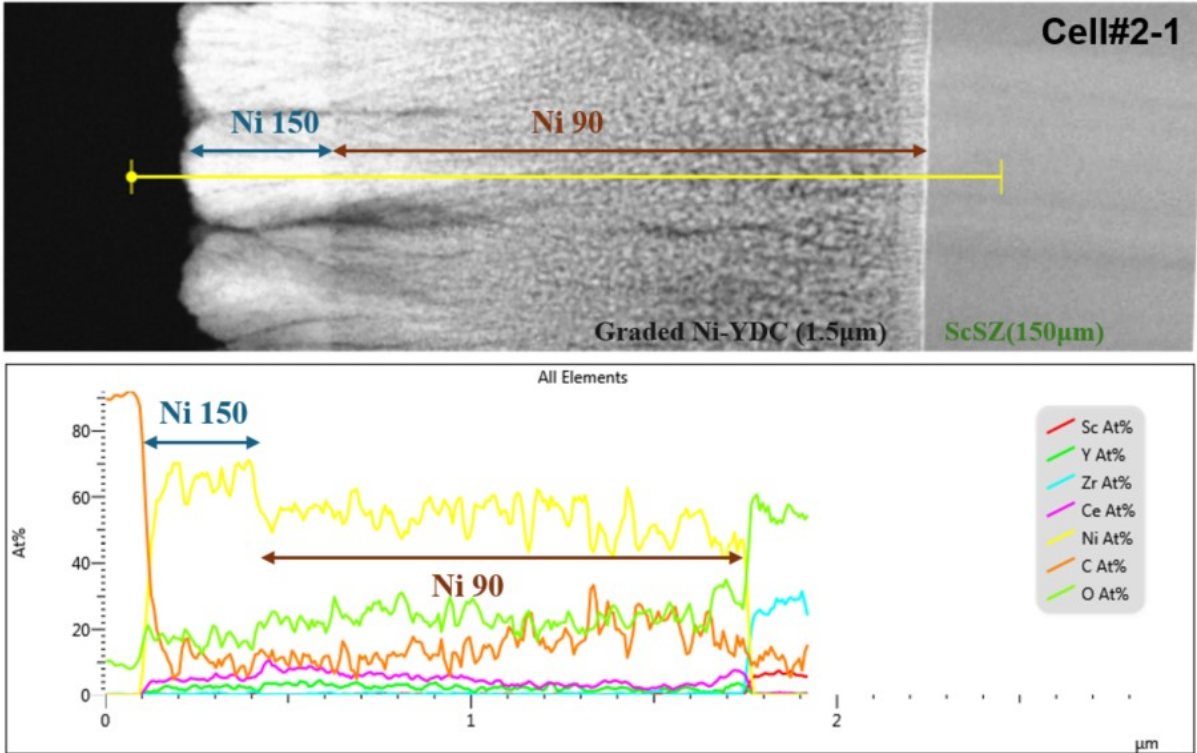 Cell#2-1
Ni 150
Ni 90
Graded Ni-YDC (1.5μm)
ScSZ(150μm)
All Elements
Ni 150
Ni 90
At%
80
60
40
20
0
0
1
2
μm
Sc At%
Y At%
Zr At%
Ce At%
Ni At%
C At%
O At%